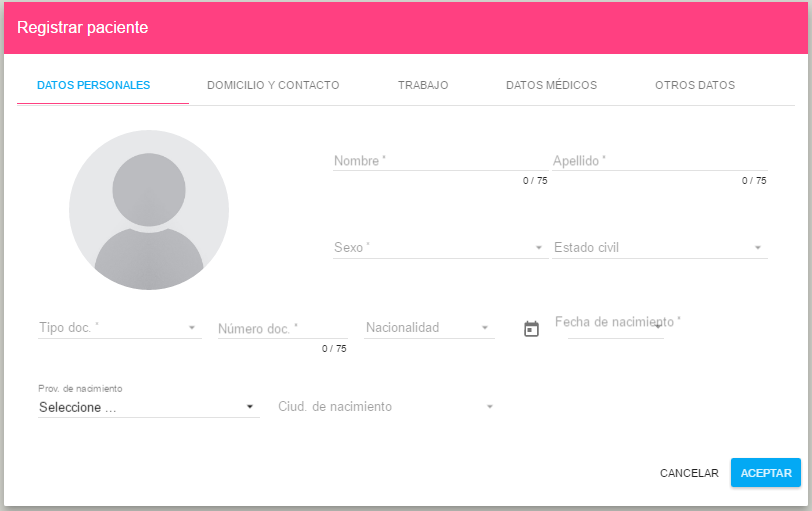 Registrar paciente
DATOS PERSONALES DOMICILIO Y CONTACTO TRABAJO DATOS MÉDICOS OTROS DATOS
Nombre * Apellido *
0 / 75 0 / 75
Sexo * Estado civil
Tipo doc. * Número doc. * Nacionalidad Fecha de nacimiento *
0 / 75
Prov. de nacimiento
Seleccione ... Ciud. de nacimiento
CANCELAR ACEPTAR